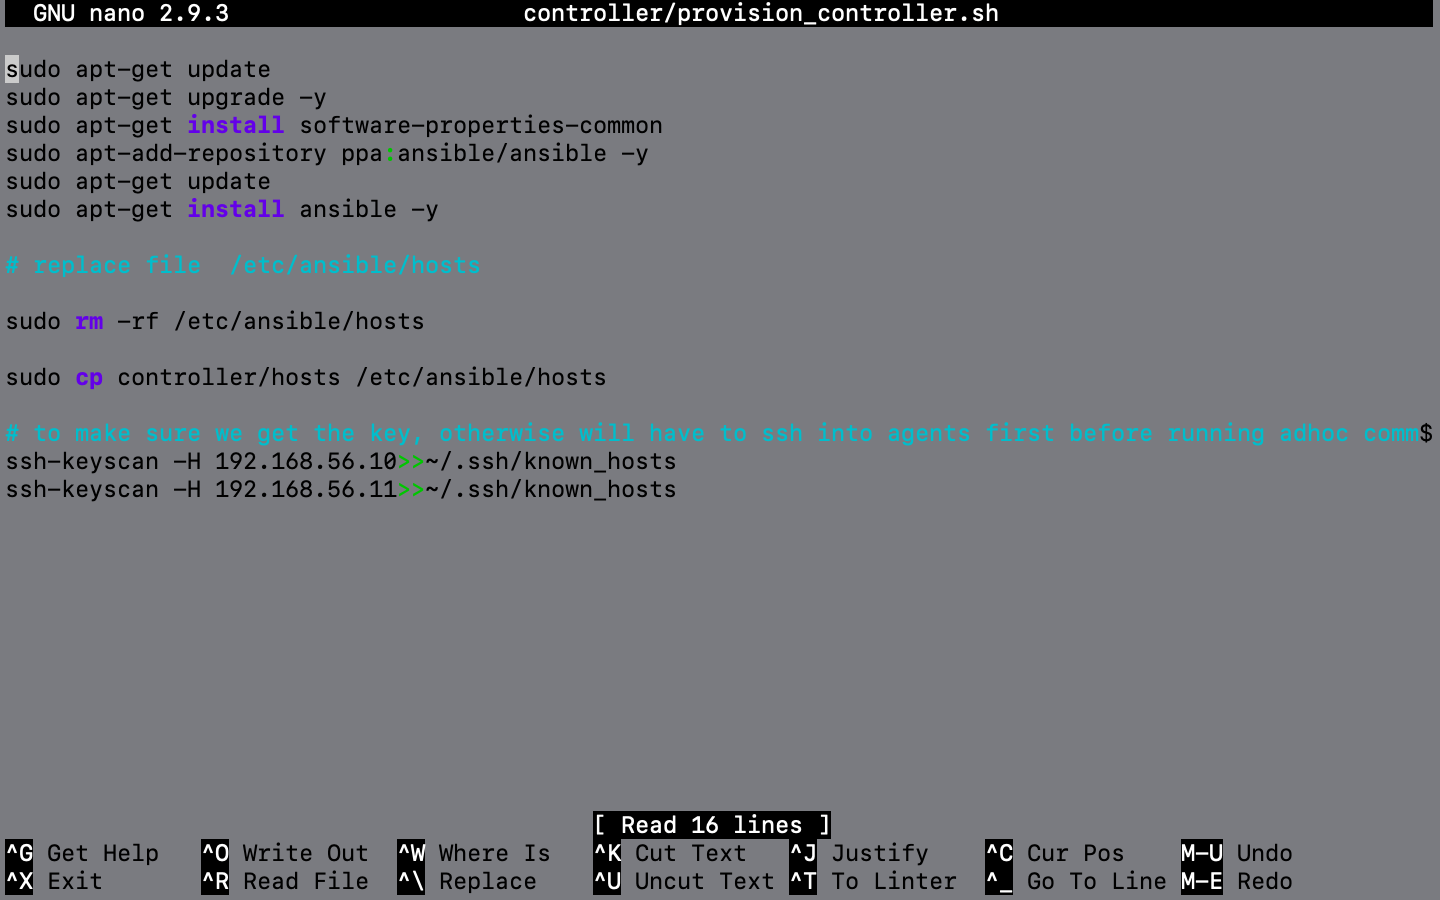 GNU nano 2.9.3 controller/provision_controller.sh
sudo apt-get update
sudo apt-get upgrade -y
sudo apt-get install software-properties-common
sudo apt-add-repository ppa:ansible/ansible -y
sudo apt-get update
sudo apt-get install ansible -y
# replace file  /etc/ansible/hosts
sudo rm -rf /etc/ansible/hosts
sudo cp controller/hosts /etc/ansible/hosts
# to make sure we get the key, otherwise will have to ssh into agents first before running adhoc comm$
ssh-keyscan -H 192.168.56.10>>~/.ssh/known_hosts
ssh-keyscan -H 192.168.56.11>>~/.ssh/known_hosts
[ Read 16 lines ]
^G Get Help ^O Write Out ^W Where Is ^K Cut Text ^J Justify ^C Cur Pos M-U Undo
^X Exit ^R Read File ^\ Replace ^U Uncut Text ^T To Linter ^_ Go To Line M-E Redo